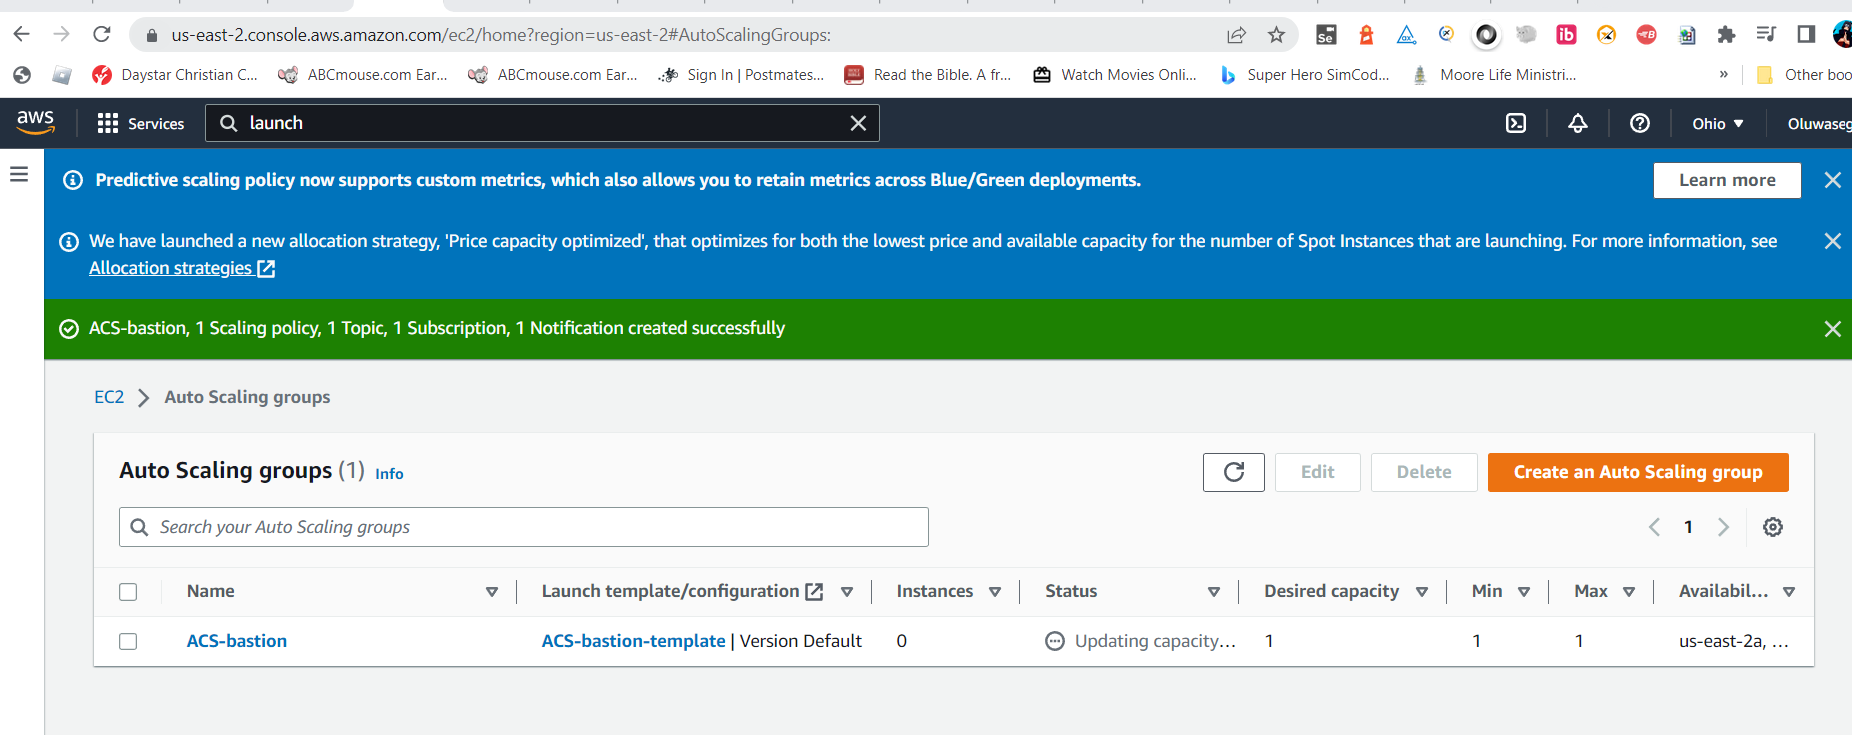 us-east-2.console.aws.amazon.com/ec2/home?region=us-east-2#AutoScalingGroups:
Daystar Christian C... ABCmouse.com Ear... ABCmouse.com Ear... Sign In | Postmates... Read the Bible. A fr... Watch Movies Onli... Super Hero SimCod... Moore Life Ministri... » Other boo
aws Services launch Ohio Oluwaseg
Predictive scaling policy now supports custom metrics, which also allows you to retain metrics across Blue/Green deployments. Learn more
We have launched a new allocation strategy, 'Price capacity optimized', that optimizes for both the lowest price and available capacity for the number of Spot Instances that are launching. For more information, see
Allocation strategies
ACS-bastion, 1 Scaling policy, 1 Topic, 1 Subscription, 1 Notification created successfully
EC2 > Auto Scaling groups
Auto Scaling groups (1) Info Edit Delete Create an Auto Scaling group
Search your Auto Scaling groups < 1 >
Name Launch template/configuration Instances Status Desired capacity Min Max Availabil...
ACS-bastion ACS-bastion-template | Version Default 0 Updating capacity... 1 1 1 us-east-2a, ...